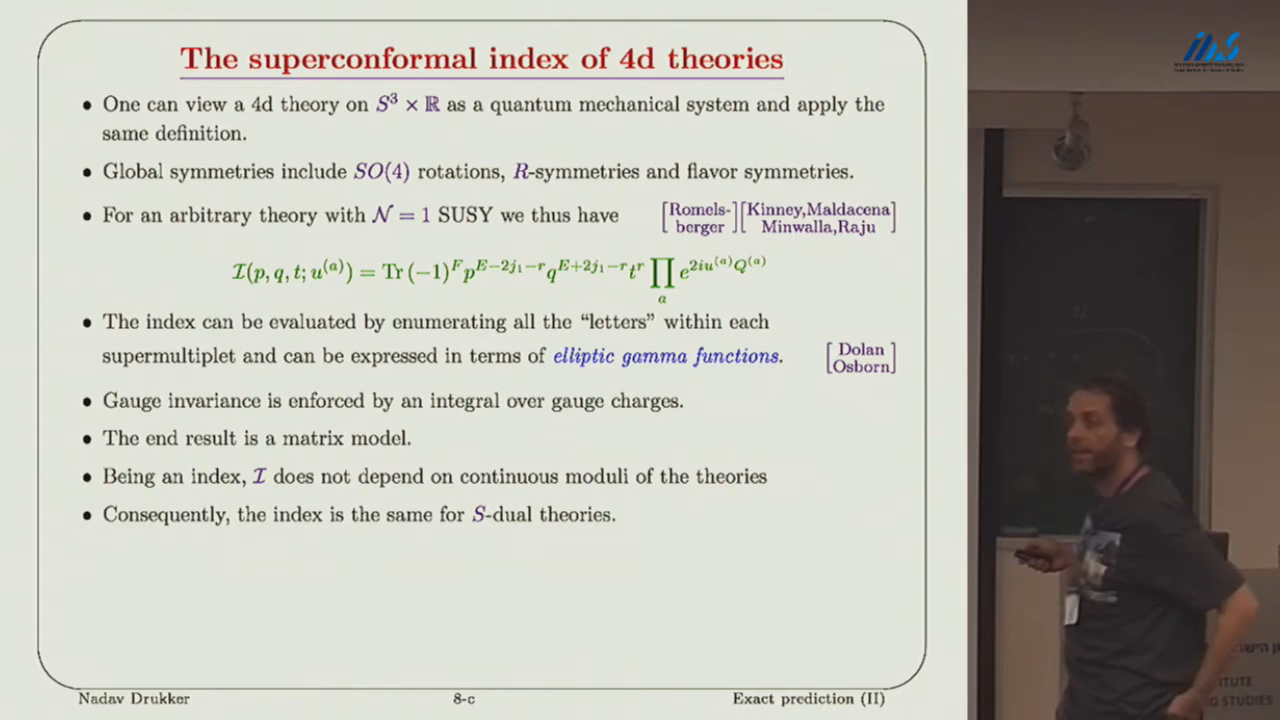 The superconformal index of 4d theories
• One can view a 4d theory on S³ × ℝ as a quantum mechanical system and apply the
same definition.
• Global symmetries include SO(4) rotations, R-symmetries and flavor symmetries.
• For an arbitrary theory with 𝒩 = 1 SUSY we thus have [Romels-berger][Kinney,Maldacena Minwalla,Raju]
ℐ(p, q, t; u^{(a)}) = Tr (−1)^F p^{E−2j₁−r} q^{E+2j₁−r} t^r ∏_a e^{2iu^{(a)}Q^{(a)}}
• The index can be evaluated by enumerating all the “letters” within each
supermultiplet and can be expressed in terms of elliptic gamma functions. [Dolan Osborn]
• Gauge invariance is enforced by an integral over gauge charges.
• The end result is a matrix model.
• Being an index, ℐ does not depend on continuous moduli of the theories
• Consequently, the index is the same for S-dual theories.
Nadav Drukker
8-c
Exact prediction (II)
STUDIES